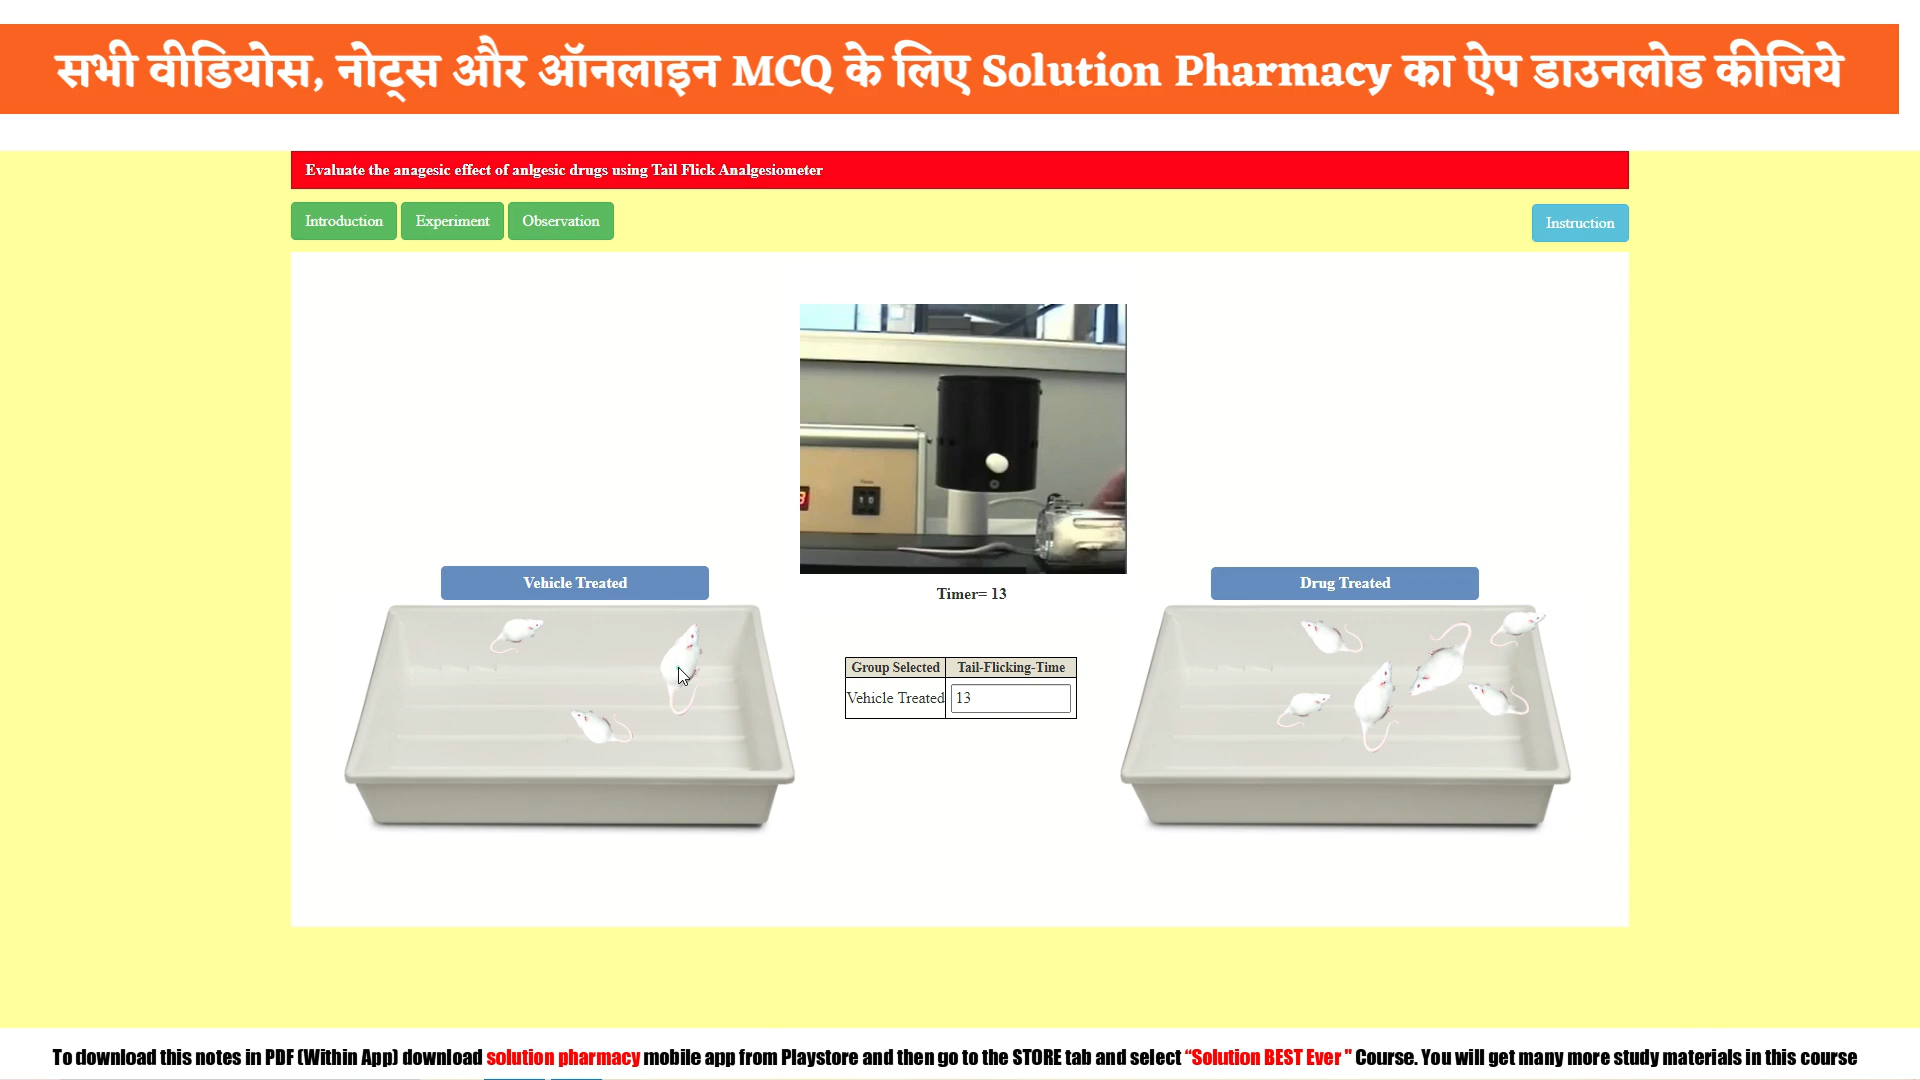 सभी वीडियोस, नोट्स और ऑनलाइन MCQ के लिए Solution Pharmacy का ऐप डाउनलोड कीजिये
Evaluate the anagesic effect of anlgesic drugs using Tail Flick Analgesiometer
Introduction Experiment Observation Instruction
Vehicle Treated
Drug Treated
Timer= 13
Group Selected Tail-Flicking-Time
Vehicle Treated 13
To download this notes in PDF (Within App) download solution pharmacy mobile app from Playstore and then go to the STORE tab and select “Solution BEST Ever " Course. You will get many more study materials in this course